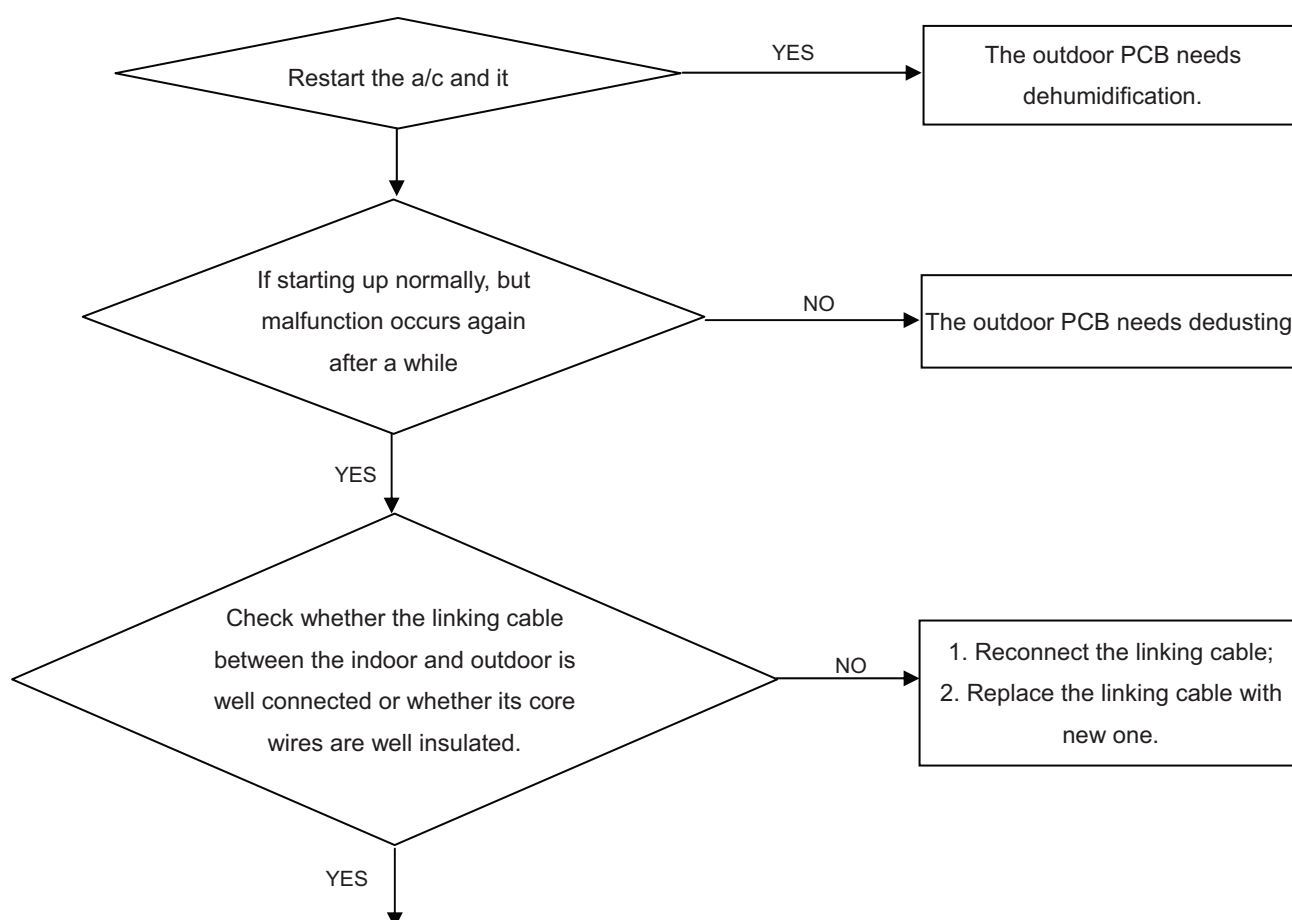 Restart the a/c and it
YES
The outdoor PCB needs
dehumidification.
If starting up normally, but
malfunction occurs again
after a while
NO
The outdoor PCB needs dedusting
YES
Check whether the linking cable
between the indoor and outdoor is
well connected or whether its core
wires are well insulated.
NO
1. Reconnect the linking cable;
2. Replace the linking cable with
new one.
YES